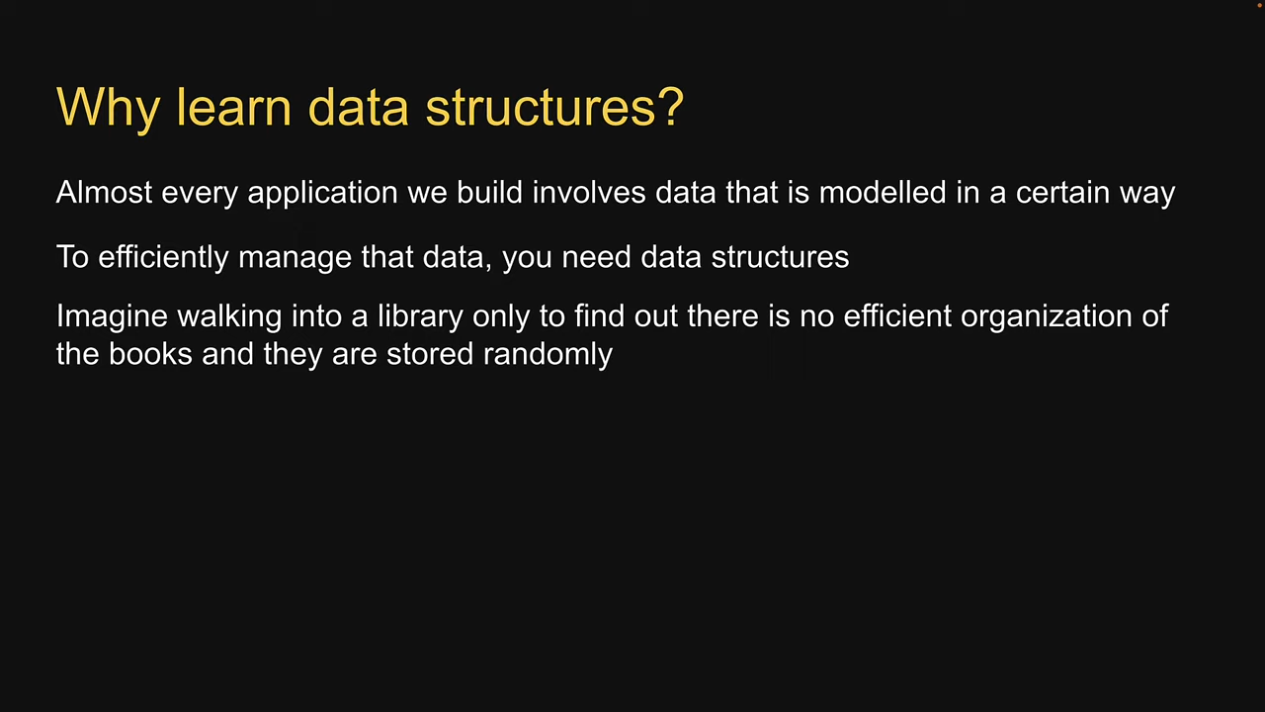 Why learn data structures?
Almost every application we build involves data that is modelled in a certain way
To efficiently manage that data, you need data structures
Imagine walking into a library only to find out there is no efficient organization of
the books and they are stored randomly